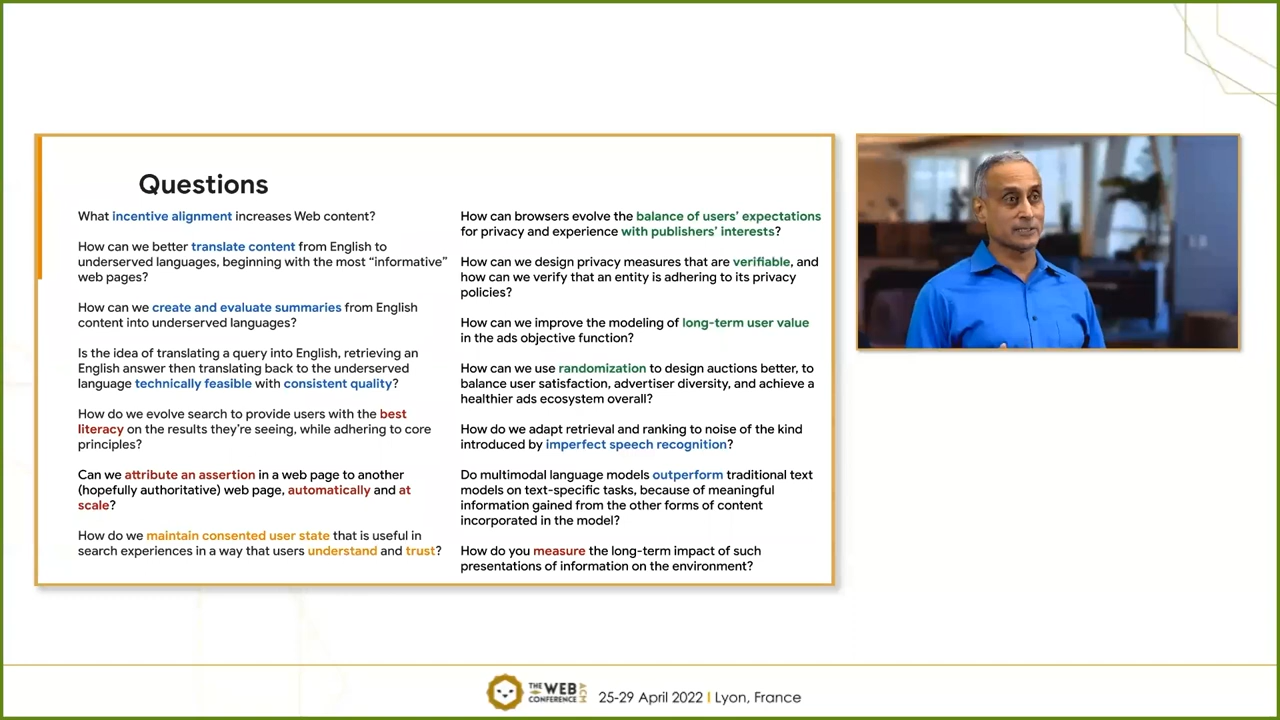 Questions
What incentive alignment increases Web content?
How can we better translate content from English to
underserved languages, beginning with the most “informative”
web pages?
How can we create and evaluate summaries from English
content into underserved languages?
Is the idea of translating a query into English, retrieving an
English answer then translating back to the underserved
language technically feasible with consistent quality?
How do we evolve search to provide users with the best
literacy on the results they’re seeing, while adhering to core
principles?
Can we attribute an assertion in a web page to another
(hopefully authoritative) web page, automatically and at
scale?
How do we maintain consented user state that is useful in
search experiences in a way that users understand and trust?
How can browsers evolve the balance of users’ expectations
for privacy and experience with publishers’ interests?
How can we design privacy measures that are verifiable, and
how can we verify that an entity is adhering to its privacy
policies?
How can we improve the modeling of long-term user value
in the ads objective function?
How can we use randomization to design auctions better, to
balance user satisfaction, advertiser diversity, and achieve a
healthier ads ecosystem overall?
How do we adapt retrieval and ranking to noise of the kind
introduced by imperfect speech recognition?
Do multimodal language models outperform traditional text
models on text-specific tasks, because of meaningful
information gained from the other forms of content
incorporated in the model?
How do you measure the long-term impact of such
presentations of information on the environment?
THE WEB
CONFERENCE
ACM
25-29 April 2022 | Lyon, France